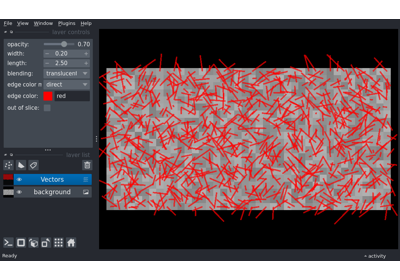 File View Window Plugins Help
layer controls
opacity: 0.70
width: 0.20
length: 2.50
blending: translucent
edge color m direct
edge color: red
out of slice:
layer list
Vectors
background
Ready
activity